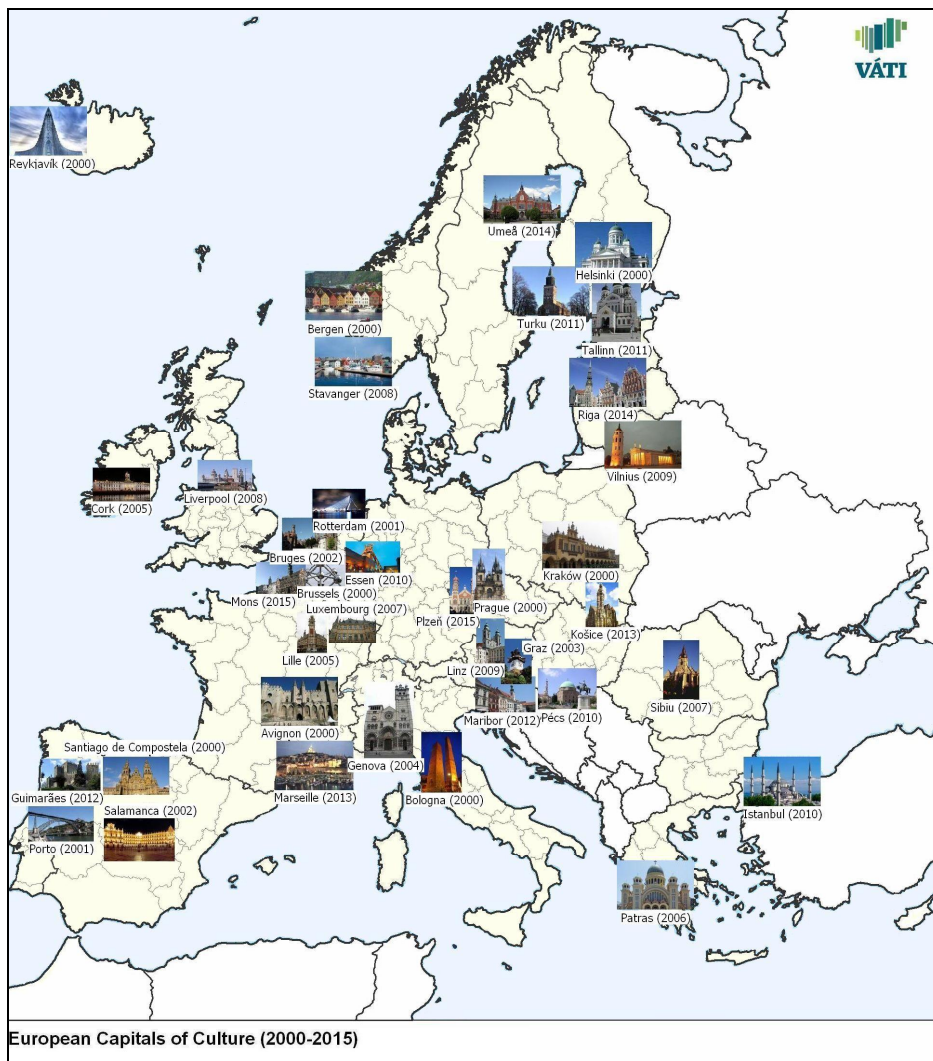 VÁTI
Reykjavík (2000)
Umeå (2014)
Helsinki (2000)
Turku (2011)
Bergen (2000)
Tallinn (2011)
Stavanger (2008)
Riga (2014)
Vilnius (2009)
Cork (2005)
Liverpool (2008)
Rotterdam (2001)
Bruges (2002)
Essen (2010)
Kraków (2000)
Brussels (2000)
Mons (2015)
Luxembourg (2007)
Prague (2000)
Plzeň (2015)
Košice (2013)
Graz (2003)
Lille (2005)
Linz (2009)
Sibiu (2007)
Maribor (2012)
Pécs (2010)
Avignon (2000)
Santiago de Compostela (2000)
Genova (2004)
Guimarães (2012)
Marseille (2013)
Bologna (2000)
Salamanca (2002)
Istanbul (2010)
Porto (2001)
Patras (2006)
European Capitals of Culture (2000-2015)